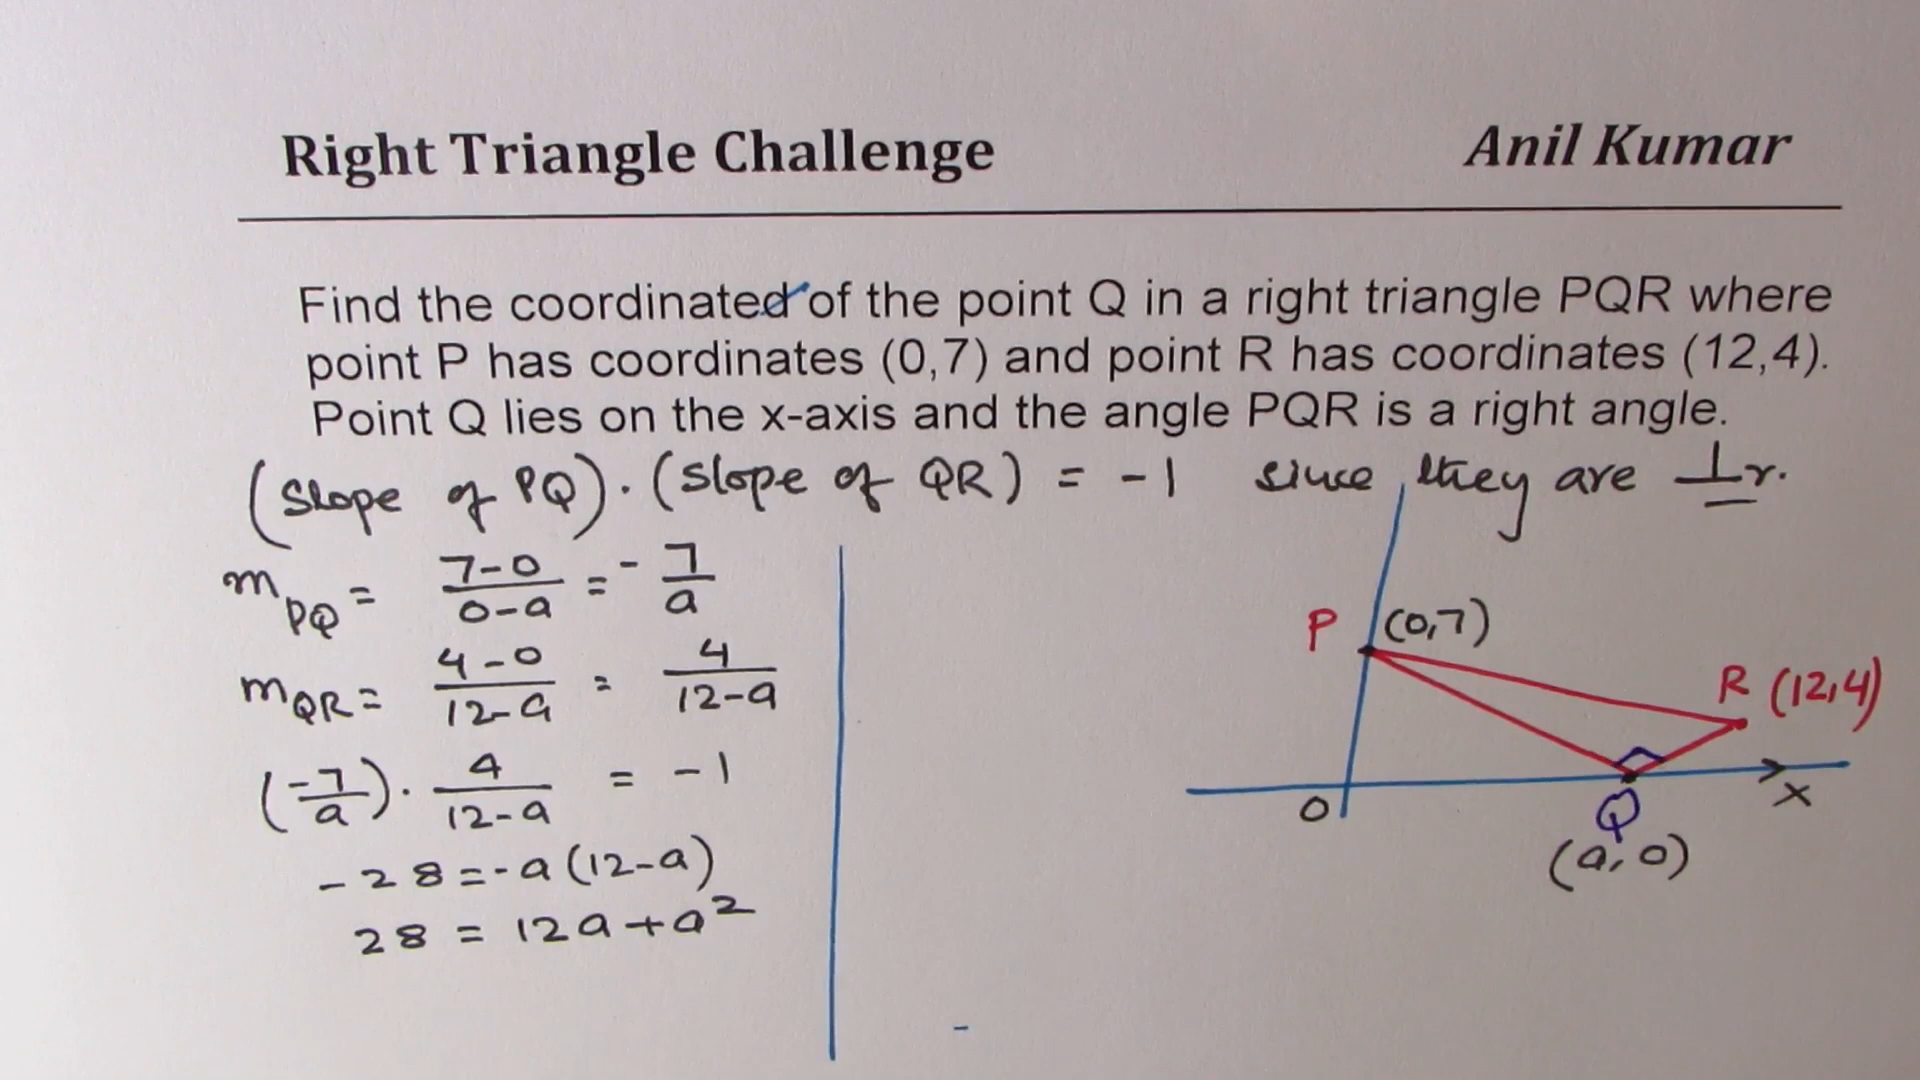 Right Triangle Challenge
Anil Kumar
Find the coordinated of the point Q in a right triangle PQR where
point P has coordinates (0,7) and point R has coordinates (12,4).
Point Q lies on the x-axis and the angle PQR is a right angle.
(Slope of PQ) · (Slope of QR) = -1 since they are ⊥r.
m_PQ = (7-0)/(0-a) = -7/a
m_QR = (4-0)/(12-a) = 4/(12-a)
(-7/a) · 4/(12-a) = -1
-28 = -a(12-a)
28 = 12a+a²
P (0,7)
R (12,4)
O
Q
x
(a,0)